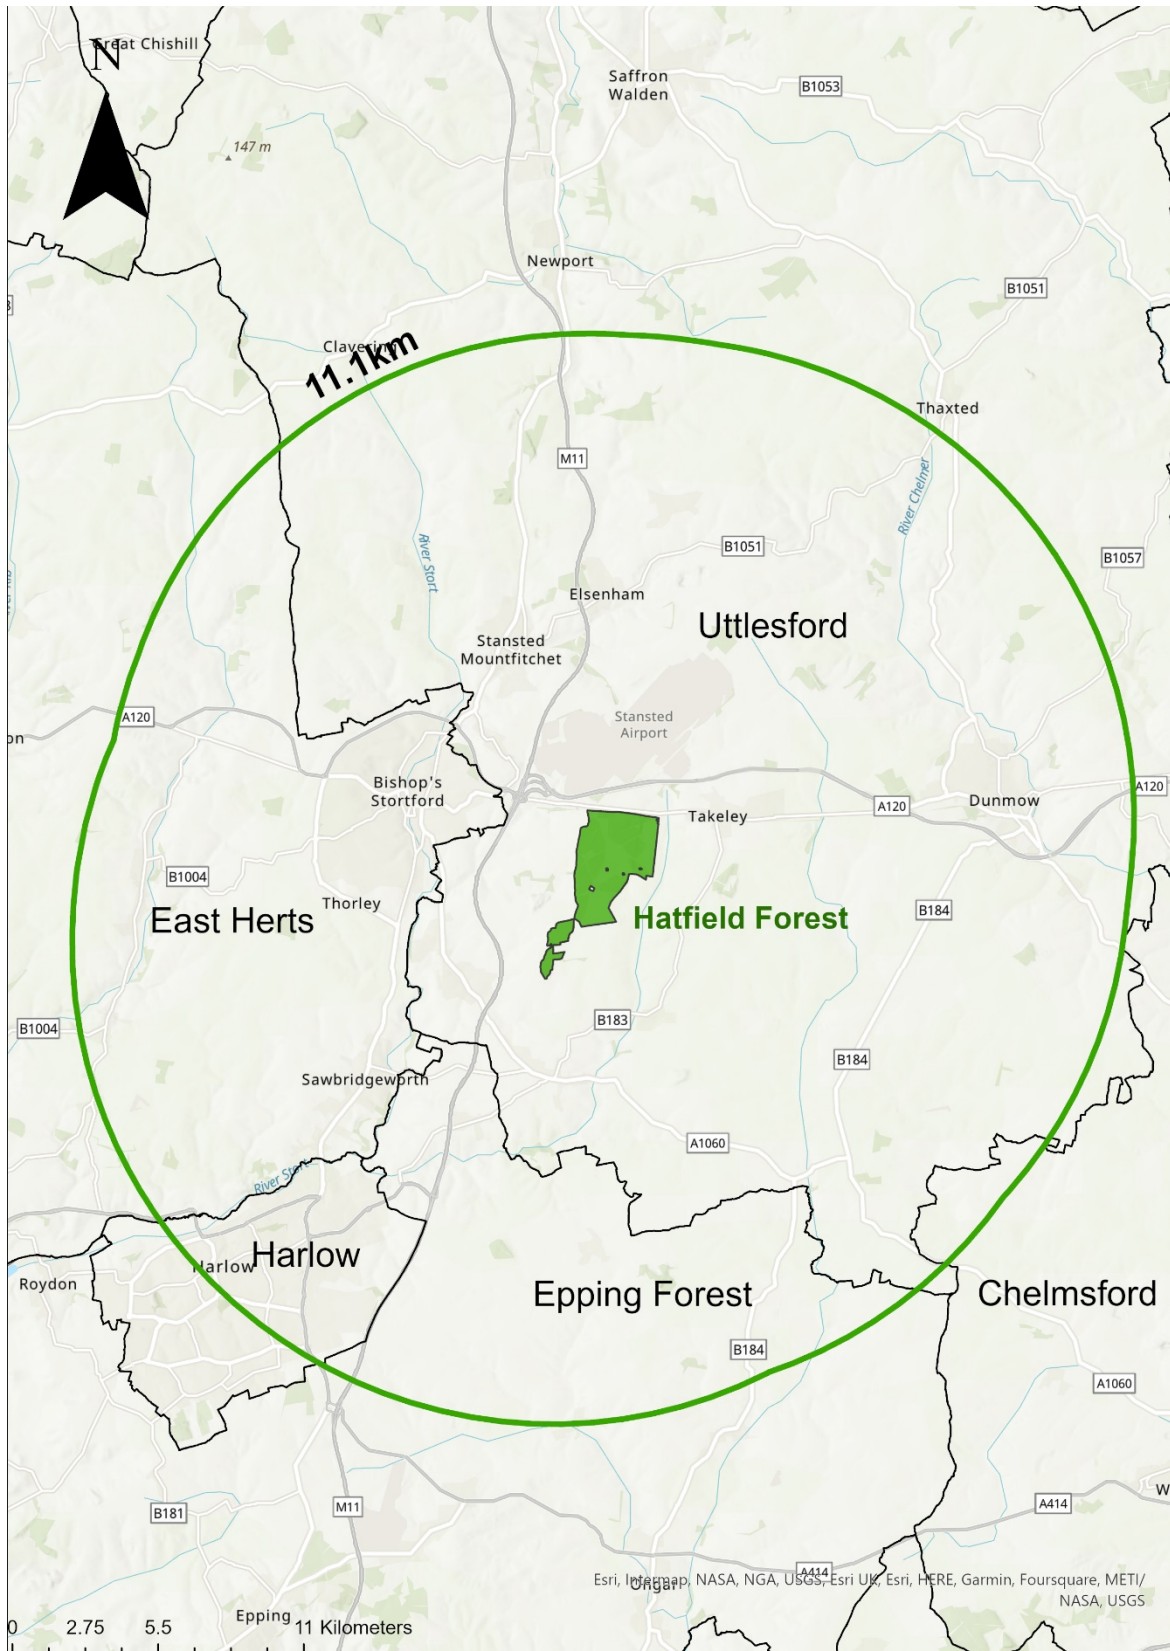 Great Chishill
N
Saffron
Walden
B1053
147 m
Newport
B1051
Clavering
11.1km
Thaxted
M11
River Chelmer
River Stort
B1051
B1057
Elsenham
Uttlesford
Stansted
Mountfitchet
A120
Stansted
Airport
on
Bishop's
Stortford
A120
Dunmow
A120
Takeley
B1004
Thorley
East Herts
Hatfield Forest
B184
B1004
B183
B184
Sawbridgeworth
A1060
River Stort
Harlow
Harlow
Roydon
Epping Forest
Chelmsford
B184
A1060
B181
M11
A414
W
A414
Ongar
Esri, Intermap, NASA, NGA, USGS, Esri UK, Esri, HERE, Garmin, Foursquare, METI/
NASA, USGS
Epping
0 2.75 5.5 11 Kilometers